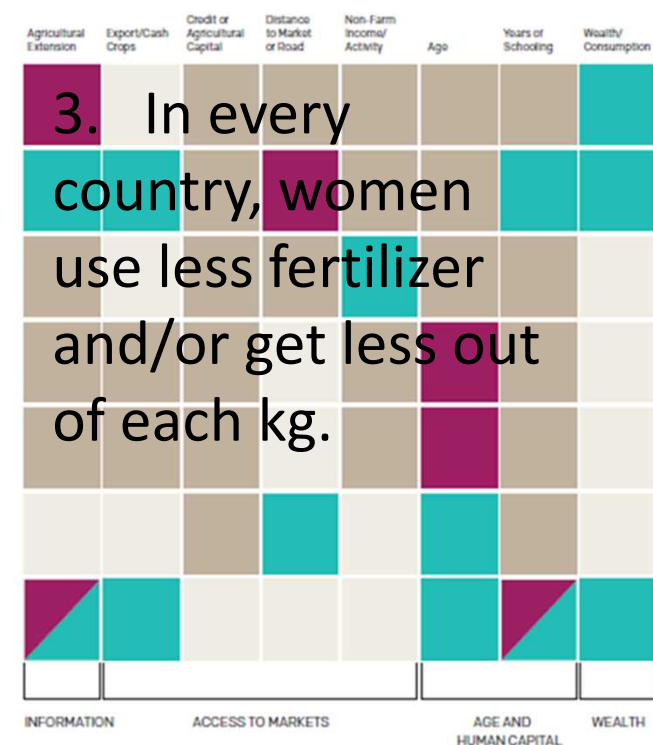 Agricultural Extension
Export/Cash Crops
Credit or Agricultural Capital
Distance to Market or Road
Non-Farm Income/ Activity
Age
Years of Schooling
Wealth/ Consumption
3. In every
country, women
use less fertilizer
and/or get less out
of each kg.
INFORMATION
ACCESS TO MARKETS
AGE AND
HUMAN CAPITAL
WEALTH